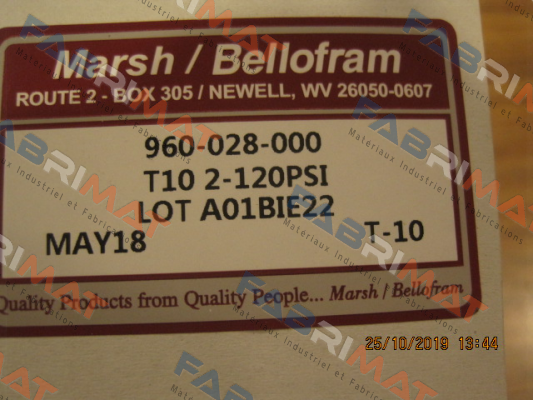 Marsh / Bellofram
ROUTE 2 - BOX 305 / NEWELL, WV 26050-0607
960-028-000
T10 2-120PSI
LOT A01BIE22
MAY18
T-10
Quality Products from Quality People... Marsh / Bellofram
25/10/2019 13:44
FABRIMAT
Matériaux Industriel et Fabrications